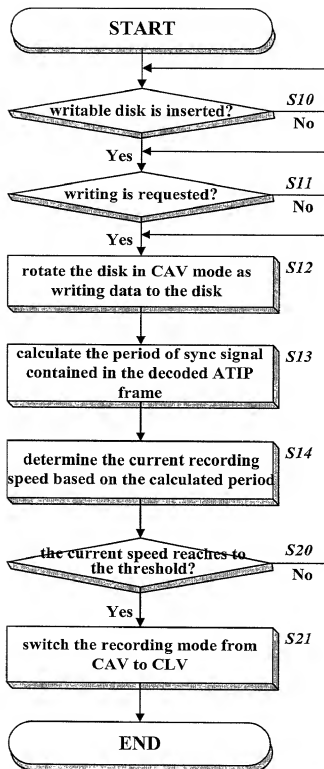 START
writable disk is inserted?
S10
No
Yes
writing is requested?
S11
No
Yes
S12
rotate the disk in CAV mode as
writing data to the disk
S13
calculate the period of sync signal
contained in the decoded ATIP
frame
S14
determine the current recording
speed based on the calculated period
the current speed reaches to
the threshold?
S20
No
Yes
S21
switch the recording mode from
CAV to CLV
END